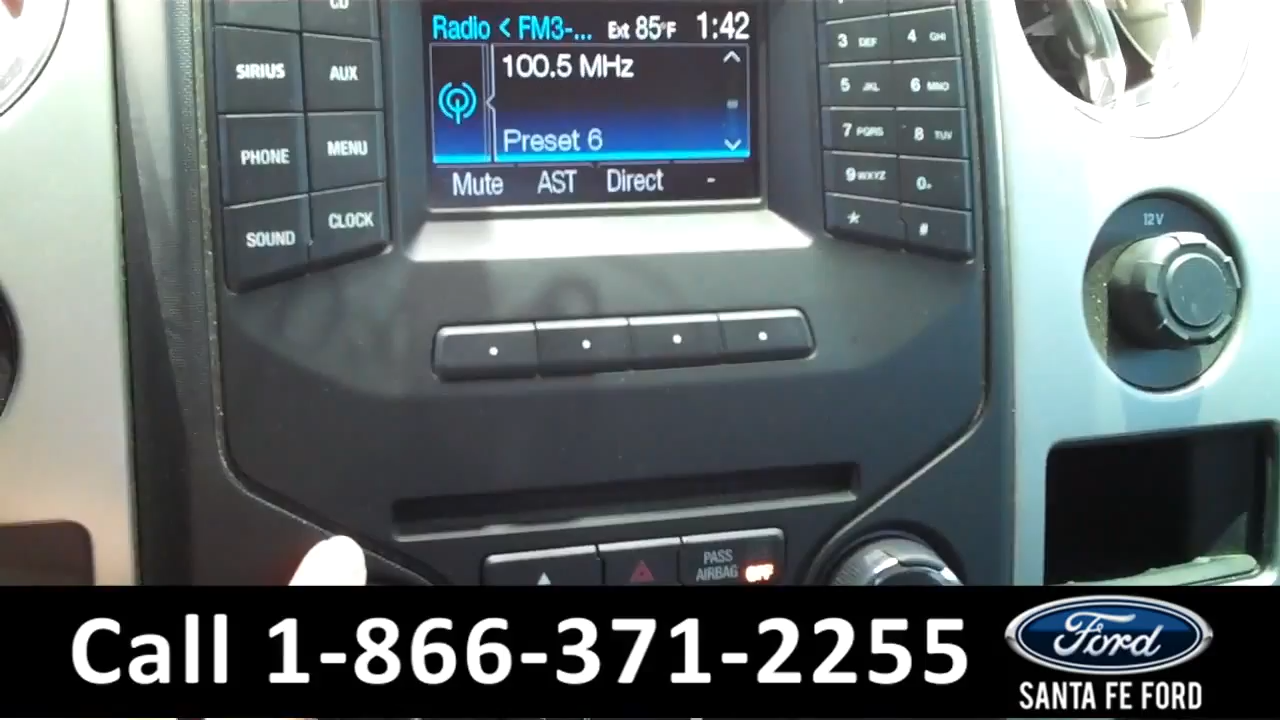 CD
Radio < FM3-... Ext 85°F 1:42
100.5 MHz
Preset 6
Mute AST Direct -
SIRIUS AUX
PHONE MENU
SOUND CLOCK
3 DEF 4 GHI
5 JKL 6 MNO
7 PQRS 8 TUV
9 WXYZ 0+
* #
12V
PASS
AIRBAG OFF
Call 1-866-371-2255
Ford
SANTA FE FORD